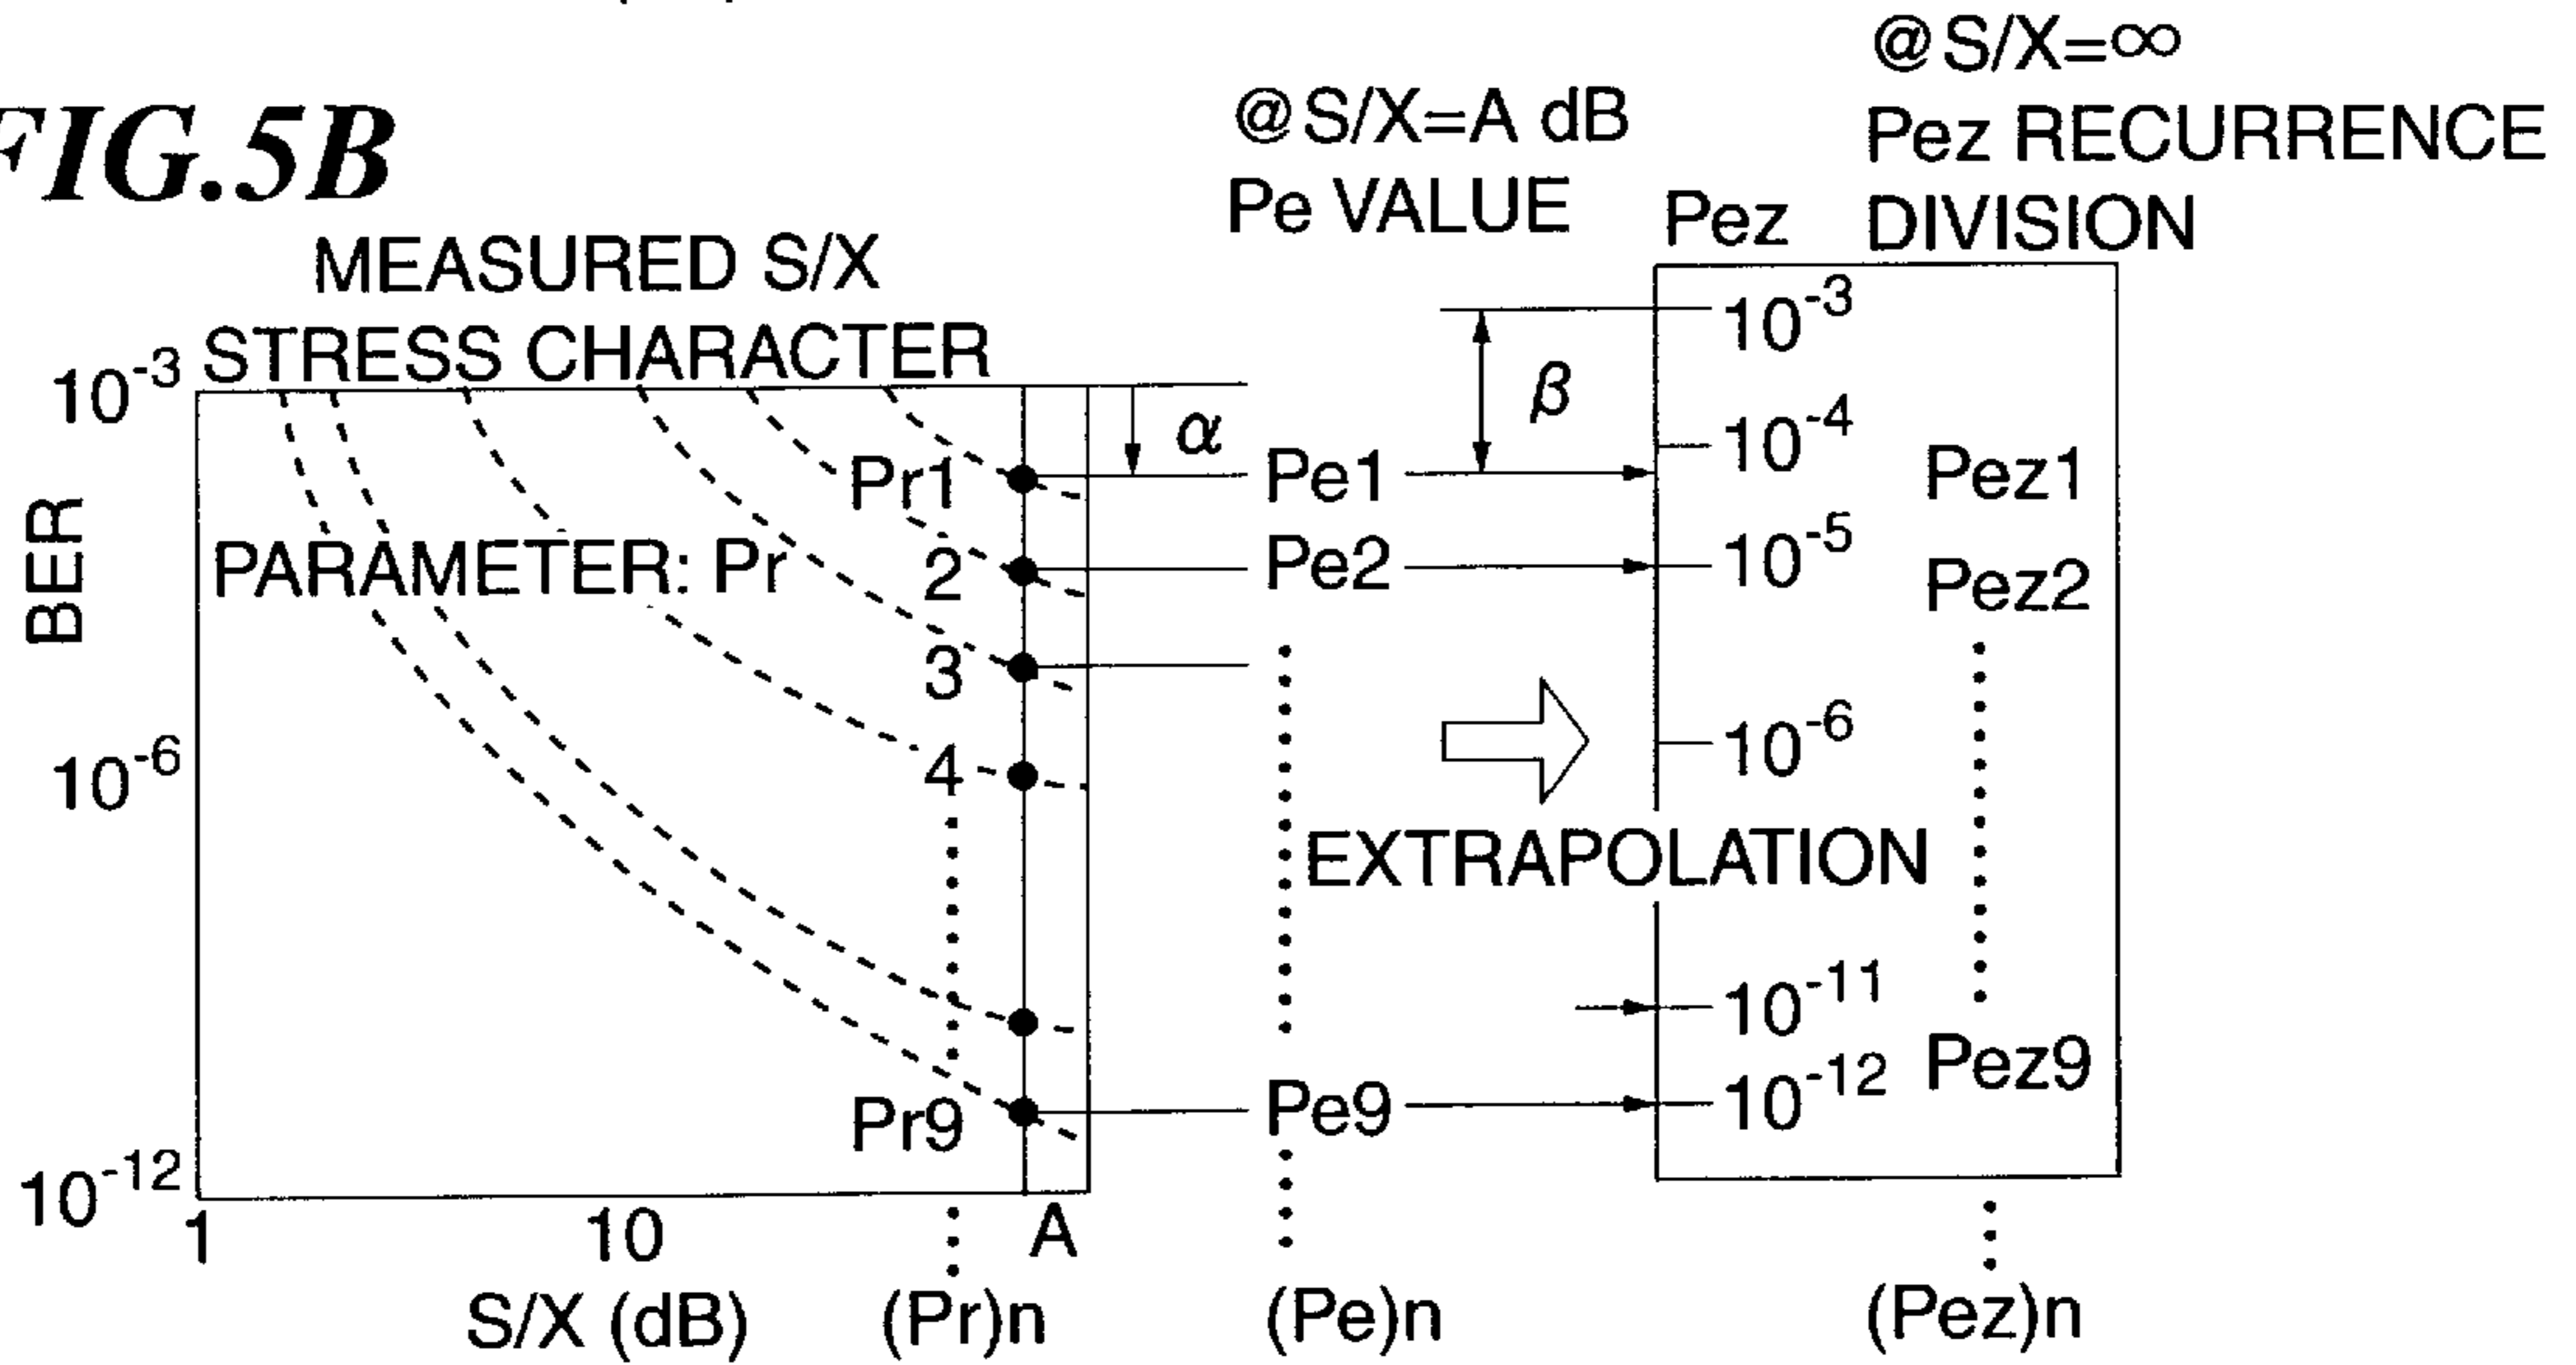 FIG.5B
@S/X=∞
Pez RECURRENCE
DIVISION
@S/X=A dB
Pe VALUE
Pez
MEASURED S/X
STRESS CHARACTER
BER
10-3
10-6
10-12
PARAMETER: Pr
Pr1
2
3
4
Pr9
1
10
A
S/X (dB)
(Pr)n
α
Pe1
Pe2
Pe9
(Pe)n
β
EXTRAPOLATION
10-3
10-4
10-5
10-6
10-11
10-12
Pez1
Pez2
Pez9
(Pez)n